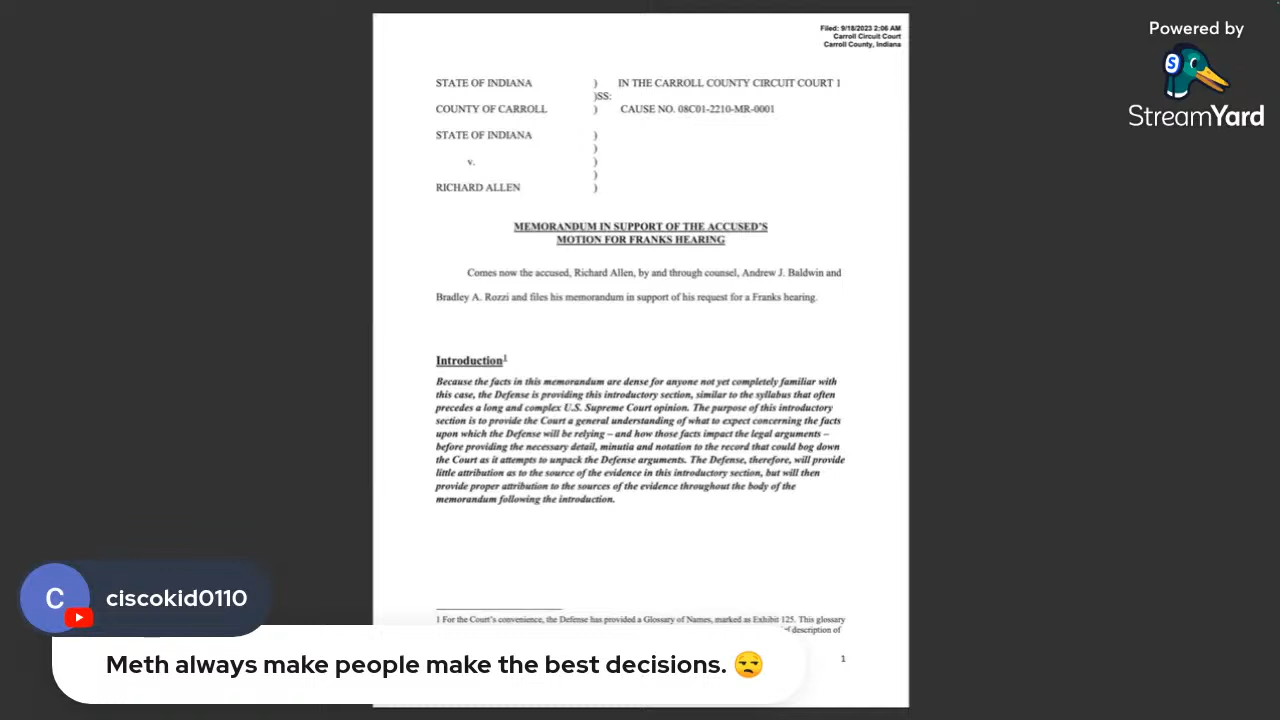 Filed: 9/18/2023 2:06 AM
Carroll Circuit Court
Carroll County, Indiana
Powered by
S
StreamYard
STATE OF INDIANA ) IN THE CARROLL COUNTY CIRCUIT COURT 1
)SS:
COUNTY OF CARROLL ) CAUSE NO. 08C01-2210-MR-0001
STATE OF INDIANA )
)
v. )
)
RICHARD ALLEN )
MEMORANDUM IN SUPPORT OF THE ACCUSED'S
MOTION FOR FRANKS HEARING
Comes now the accused, Richard Allen, by and through counsel, Andrew J. Baldwin and
Bradley A. Rozzi and files his memorandum in support of his request for a Franks hearing.
Introduction1
Because the facts in this memorandum are dense for anyone not yet completely familiar with
this case, the Defense is providing this introductory section, similar to the syllabus that often
precedes a long and complex U.S. Supreme Court opinion. The purpose of this introductory
section is to provide the Court a general understanding of what to expect concerning the facts
upon which the Defense will be relying – and how those facts impact the legal arguments –
before providing the necessary detail, minutia and notation to the record that could bog down
the Court as it attempts to unpack the Defense arguments. The Defense, therefore, will provide
little attribution as to the source of the evidence in this introductory section, but will then
provide proper attribution to the sources of the evidence throughout the body of the
memorandum following the introduction.
1 For the Court's convenience, the Defense has provided a Glossary of Names, marked as Exhibit 125. This glossary
description of
1
C
ciscokid0110
Meth always make people make the best decisions. 😒